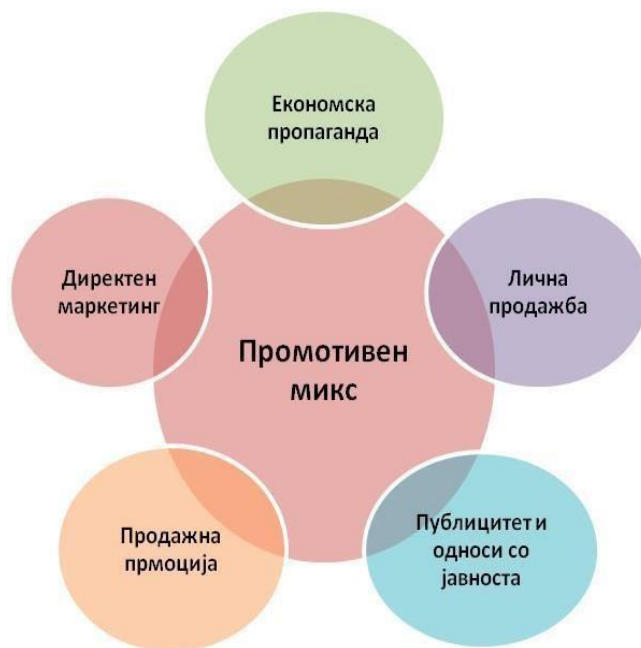 Економска
пропаганда
Директен
маркетинг
Лична
продажба
Промотивен
микс
Продажна
прмоција
Публицитет и
односи со
јавноста